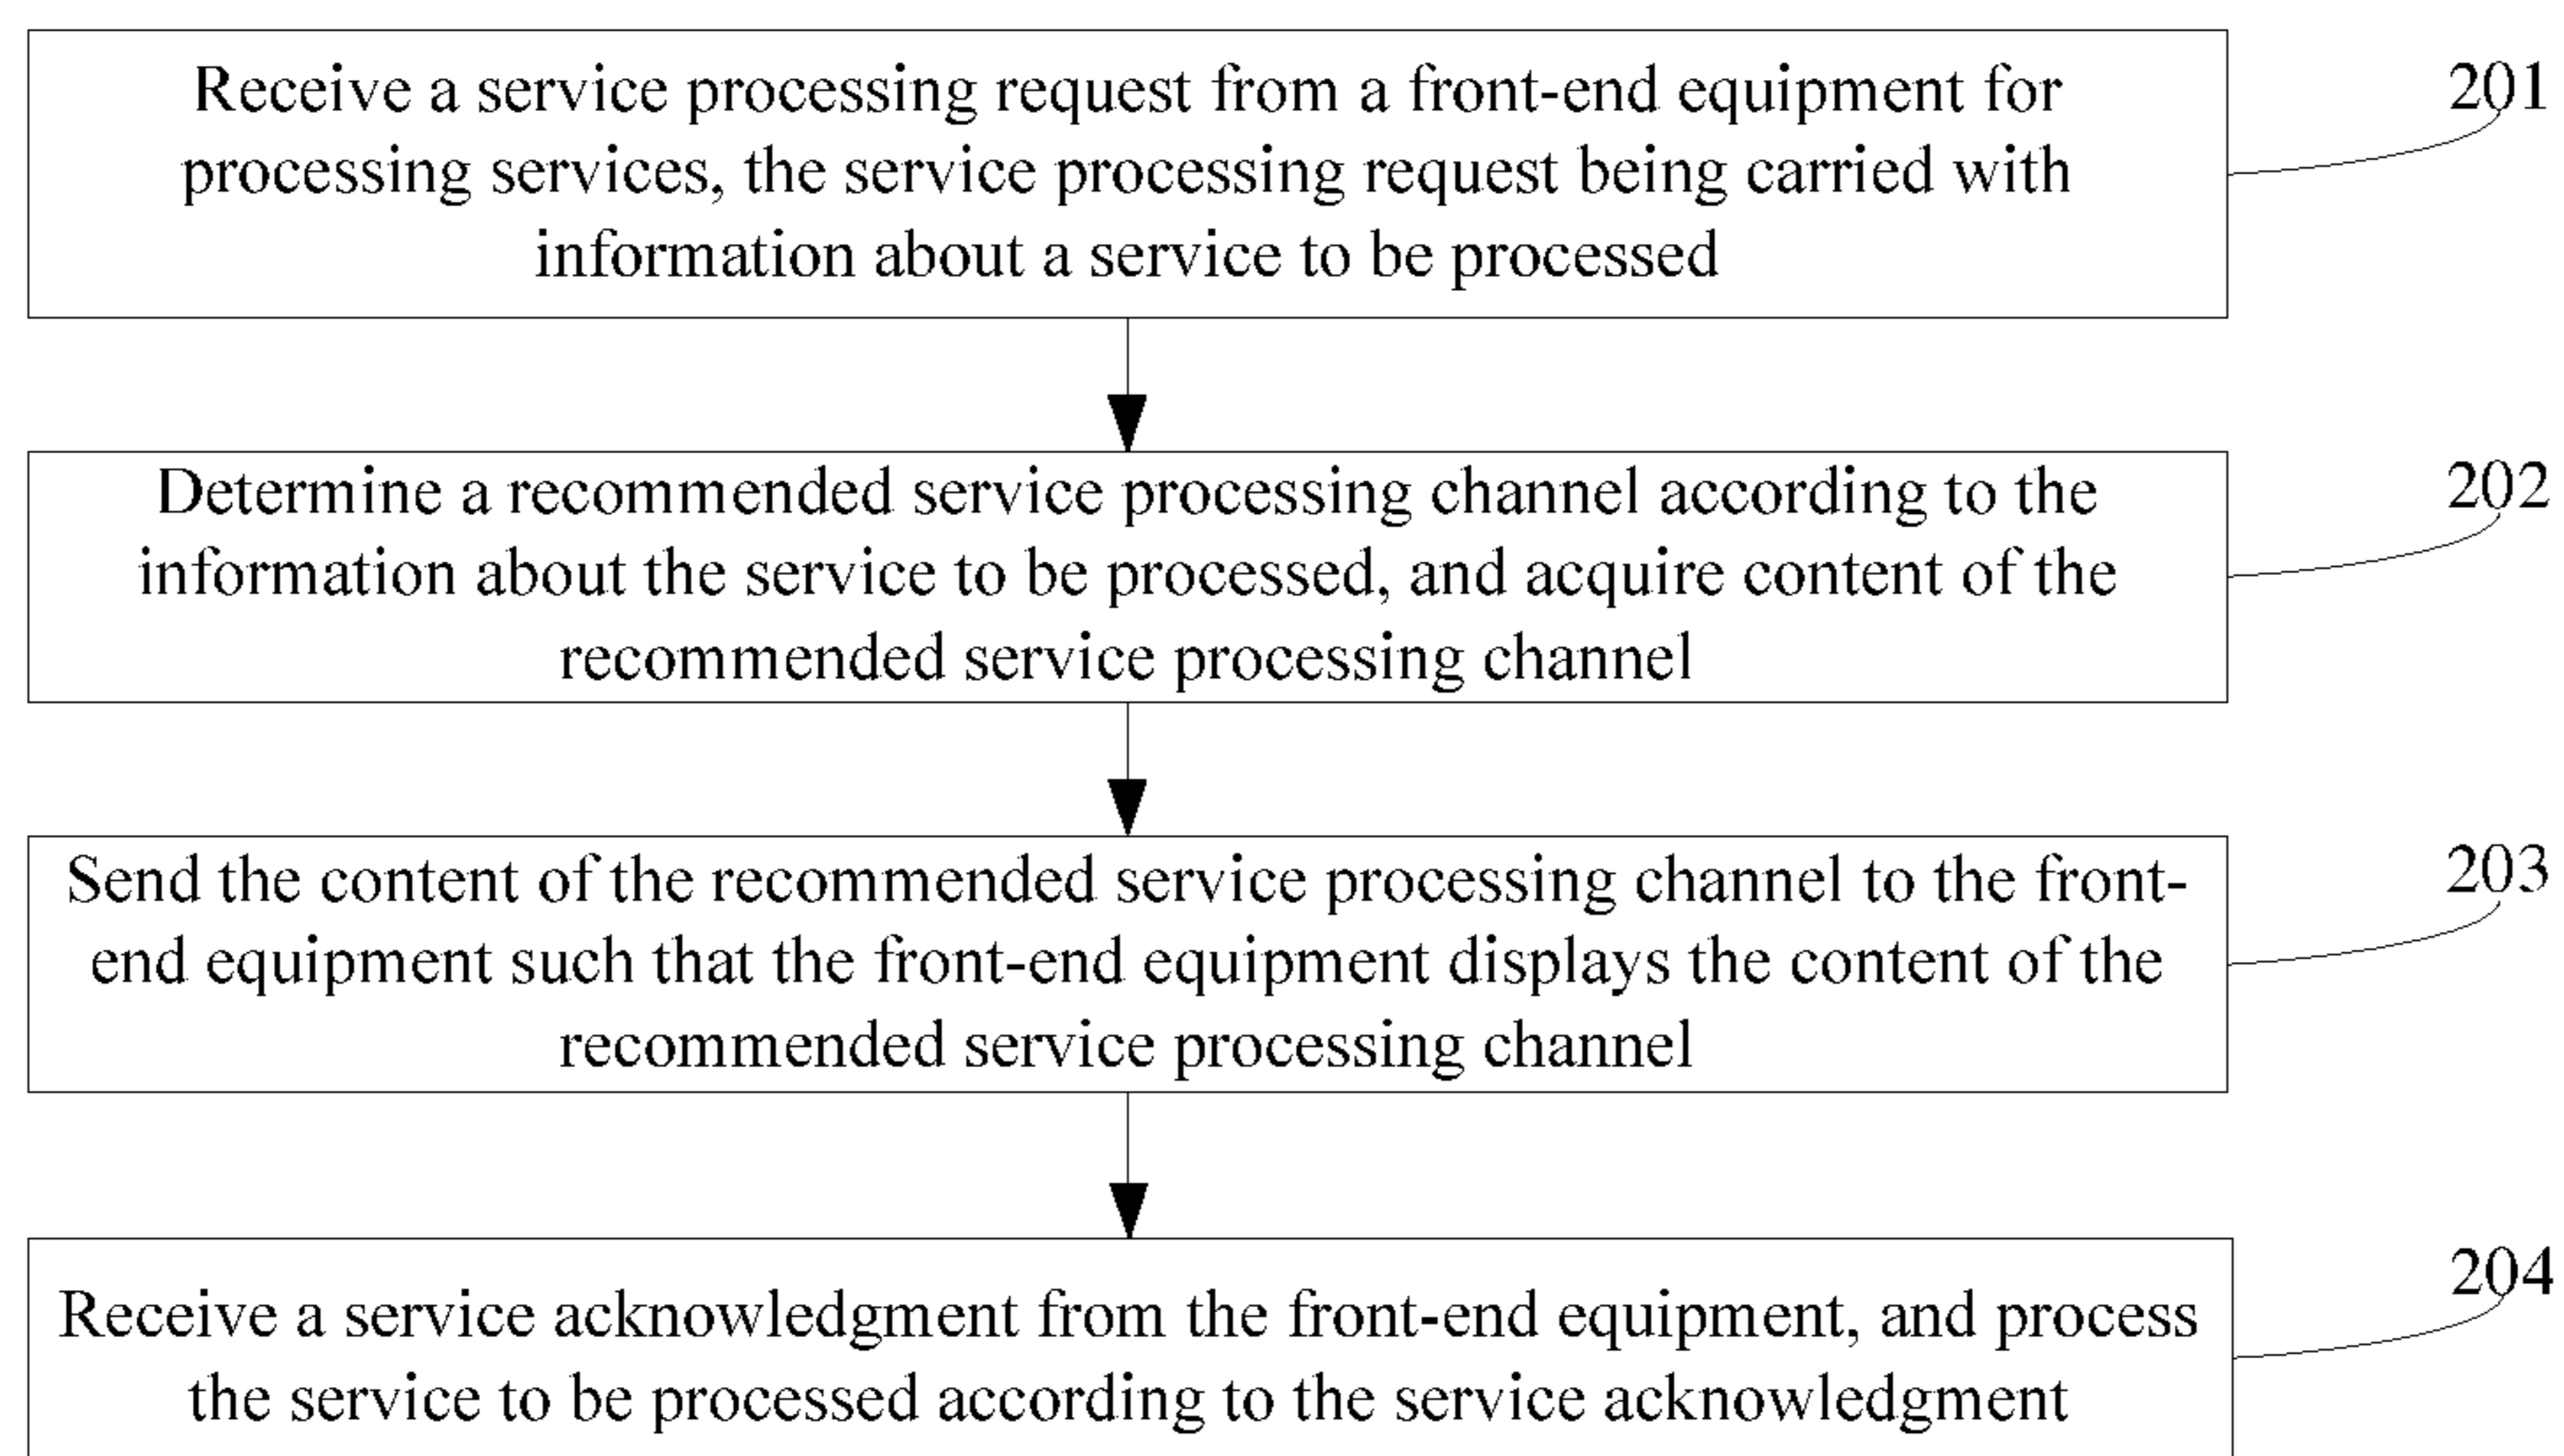 Receive a service processing request from a front-end equipment for
processing services, the service processing request being carried with
information about a service to be processed
201
Determine a recommended service processing channel according to the
information about the service to be processed, and acquire content of the
recommended service processing channel
202
Send the content of the recommended service processing channel to the front-
end equipment such that the front-end equipment displays the content of the
recommended service processing channel
203
Receive a service acknowledgment from the front-end equipment, and process
the service to be processed according to the service acknowledgment
204